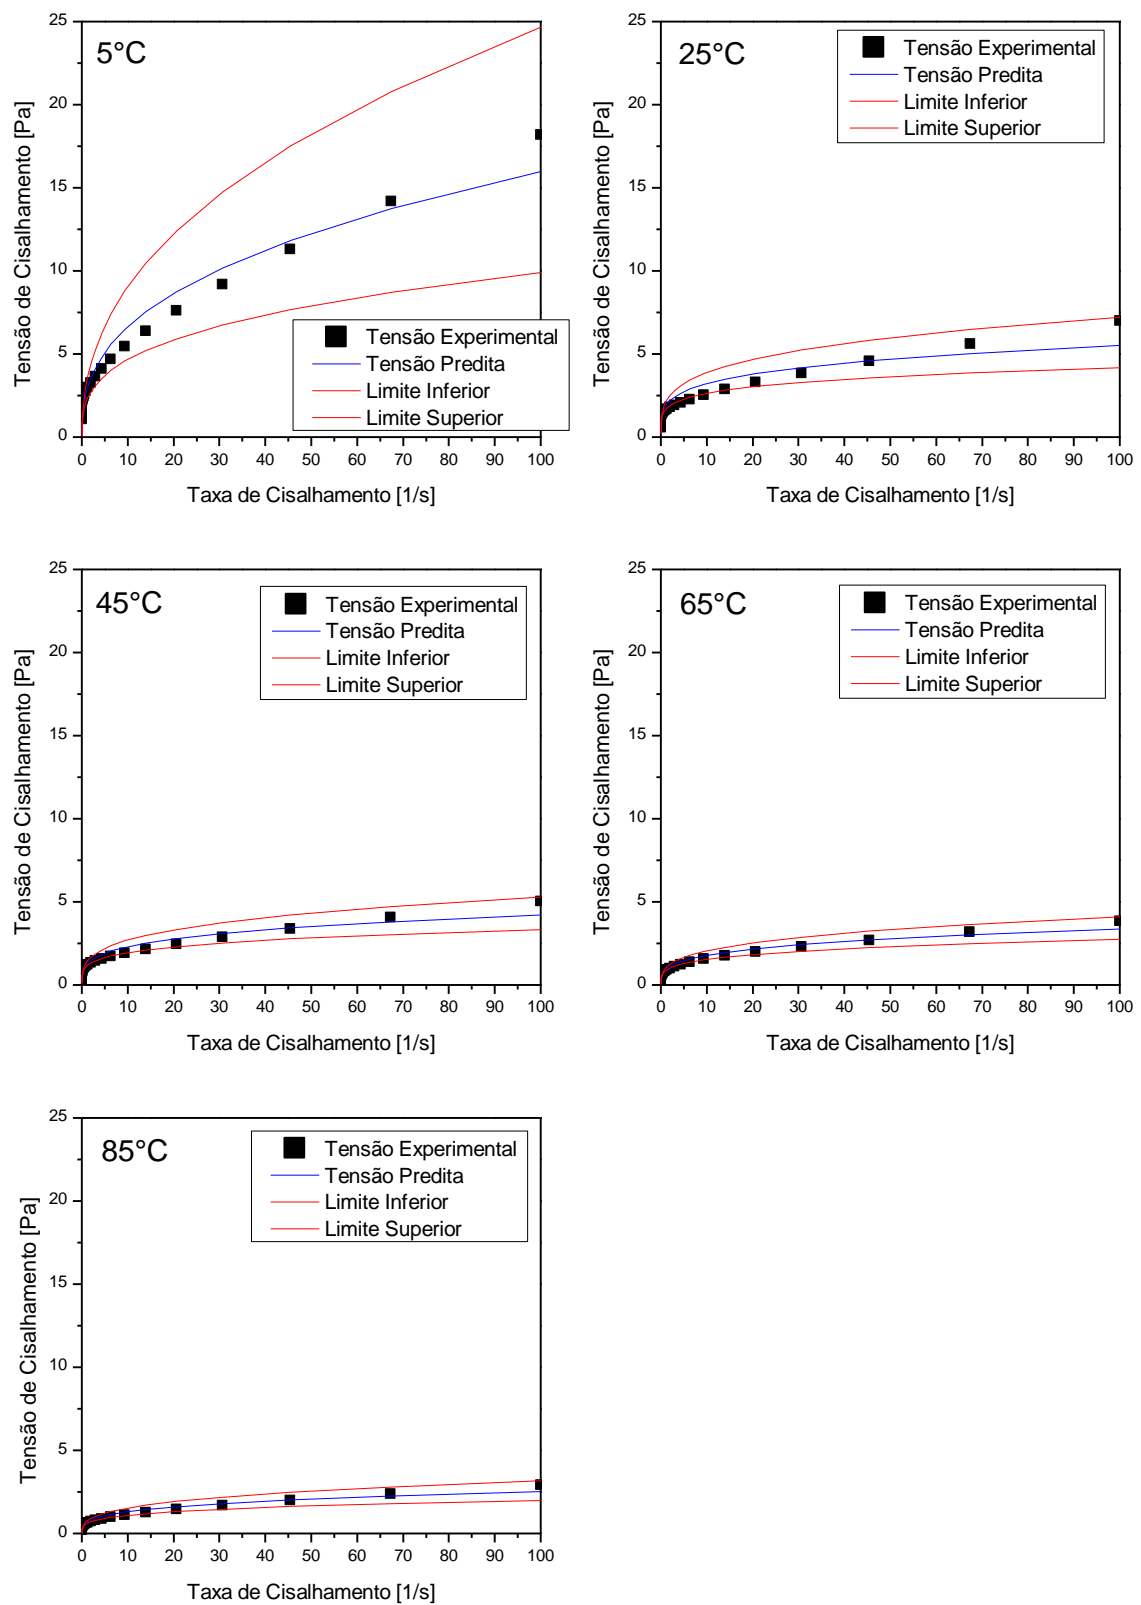 5°C
Tensão de Cisalhamento [Pa]
25
20
15
10
5
0
Tensão Experimental
Tensão Predita
Limite Inferior
Limite Superior
0 10 20 30 40 50 60 70 80 90 100
Taxa de Cisalhamento [1/s]
25°C
Tensão de Cisalhamento [Pa]
25
20
15
10
5
0
Tensão Experimental
Tensão Predita
Limite Inferior
Limite Superior
0 10 20 30 40 50 60 70 80 90 100
Taxa de Cisalhamento [1/s]
45°C
Tensão de Cisalhamento [Pa]
25
20
15
10
5
0
Tensão Experimental
Tensão Predita
Limite Inferior
Limite Superior
0 10 20 30 40 50 60 70 80 90 100
Taxa de Cisalhamento [1/s]
65°C
Tensão de Cisalhamento [Pa]
25
20
15
10
5
0
Tensão Experimental
Tensão Predita
Limite Inferior
Limite Superior
0 10 20 30 40 50 60 70 80 90 100
Taxa de Cisalhamento [1/s]
85°C
Tensão de Cisalhamento [Pa]
25
20
15
10
5
0
Tensão Experimental
Tensão Predita
Limite Inferior
Limite Superior
0 10 20 30 40 50 60 70 80 90 100
Taxa de Cisalhamento [1/s]